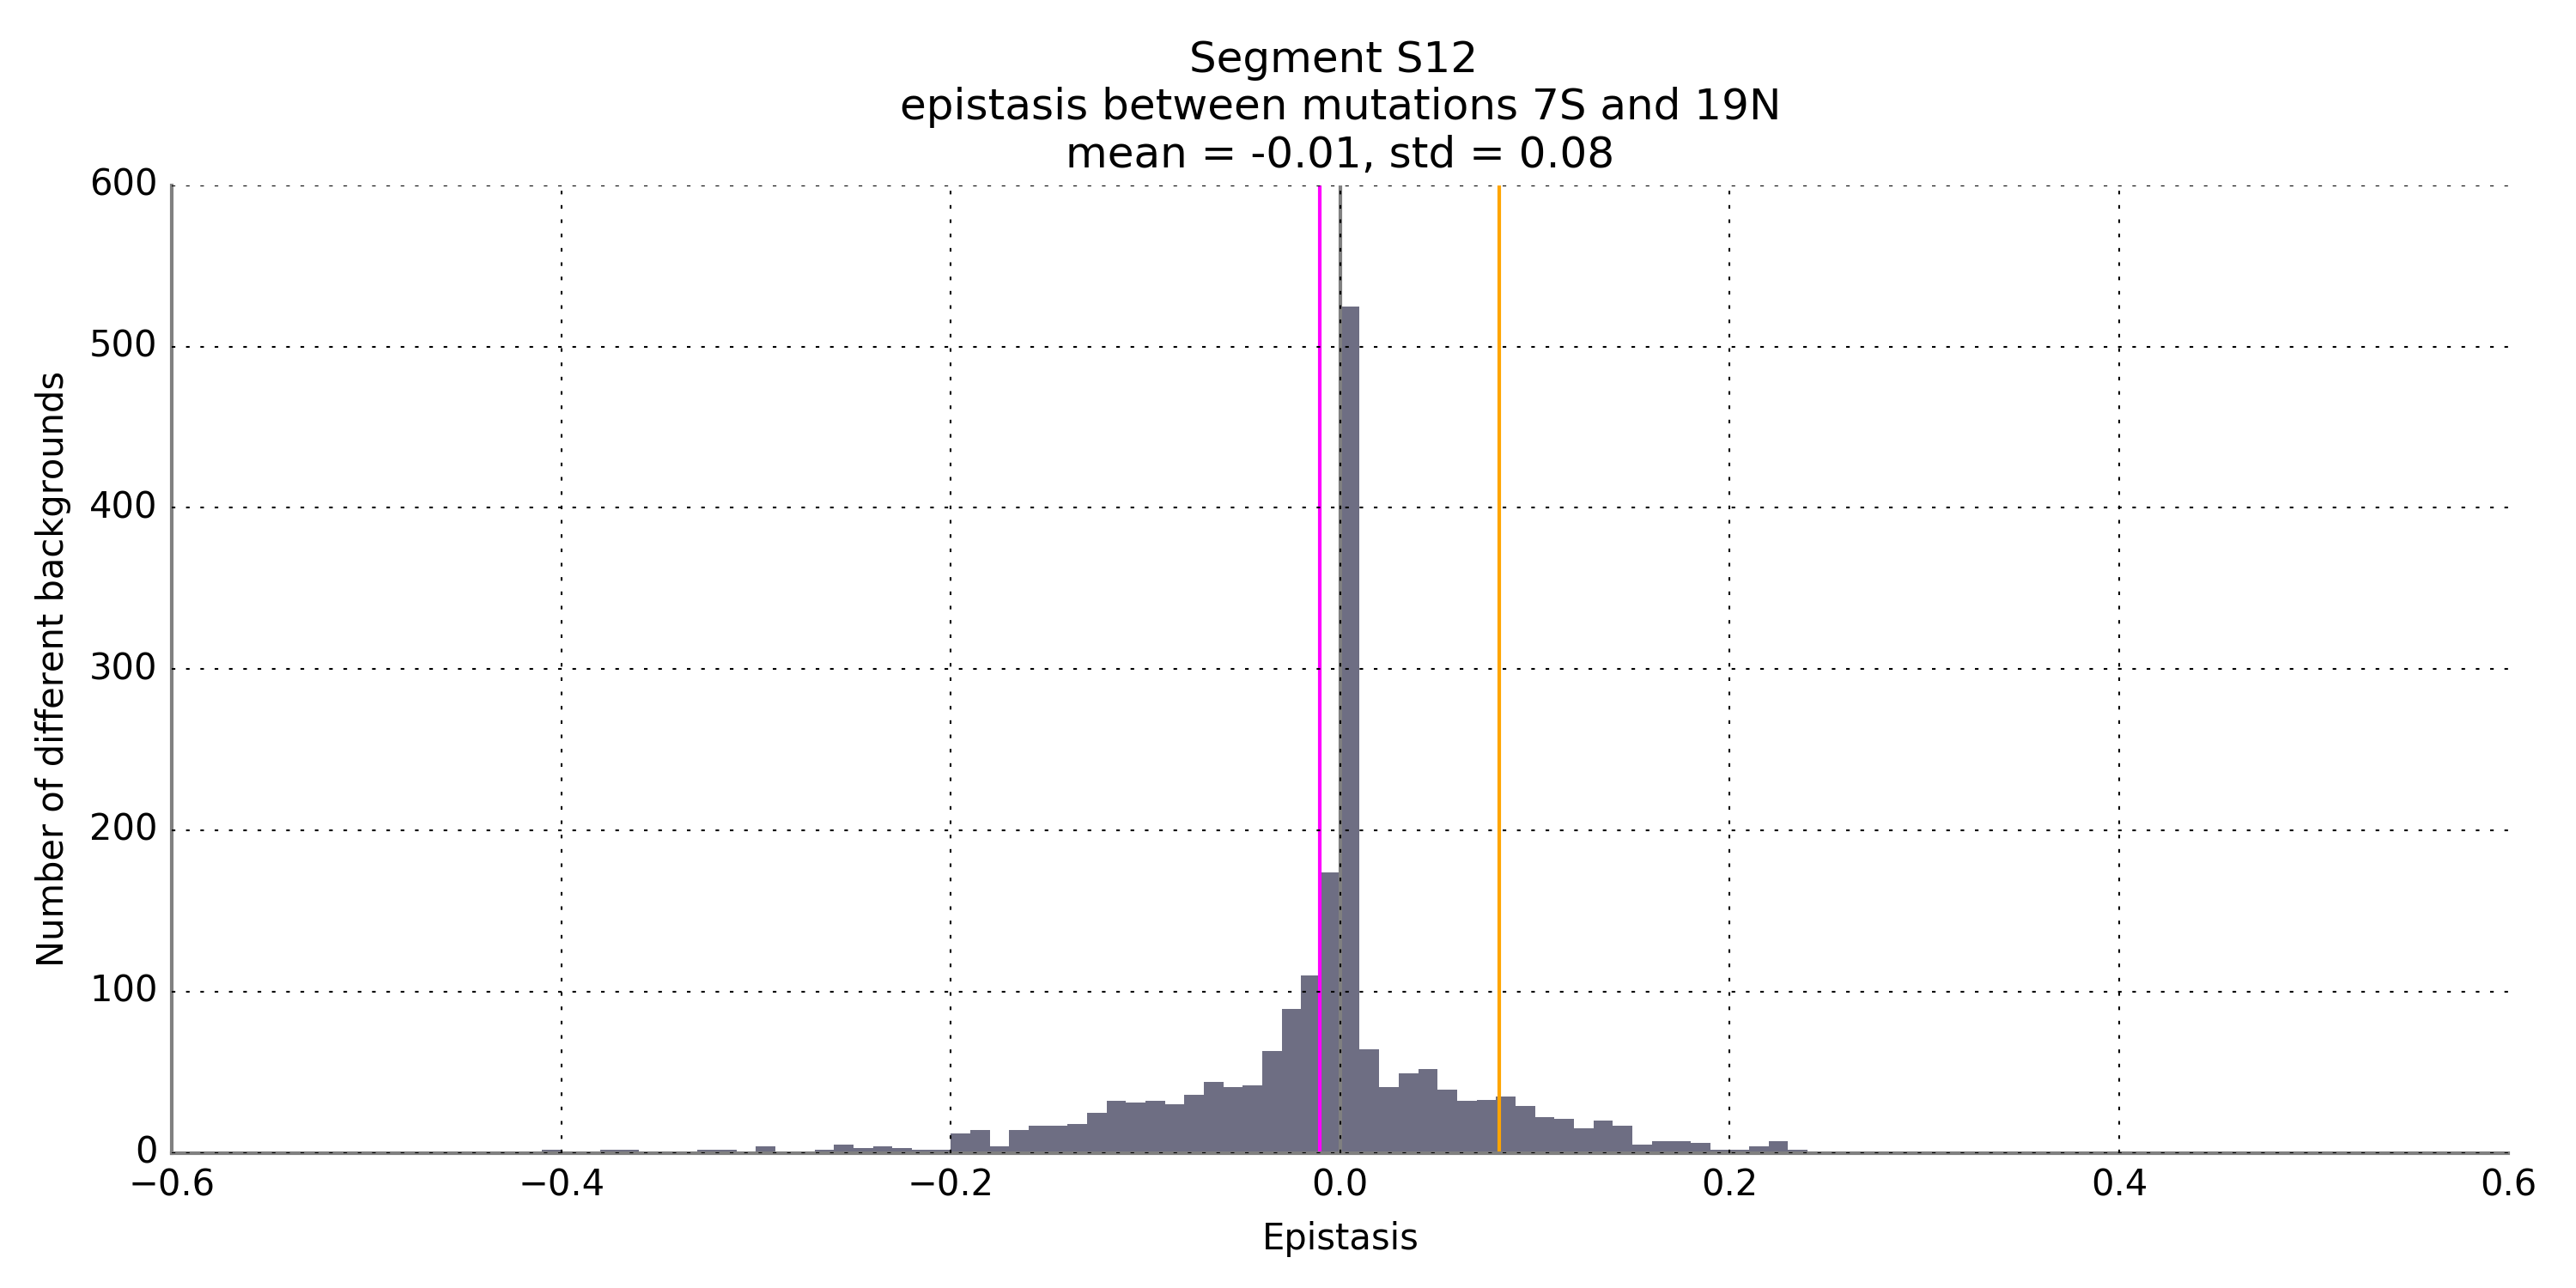 Segment S12
epistasis between mutations 7S and 19N
mean = -0.01, std = 0.08
Number of different backgrounds
600
500
400
300
200
100
0
−0.6
−0.4
−0.2
0.0
0.2
0.4
0.6
Epistasis